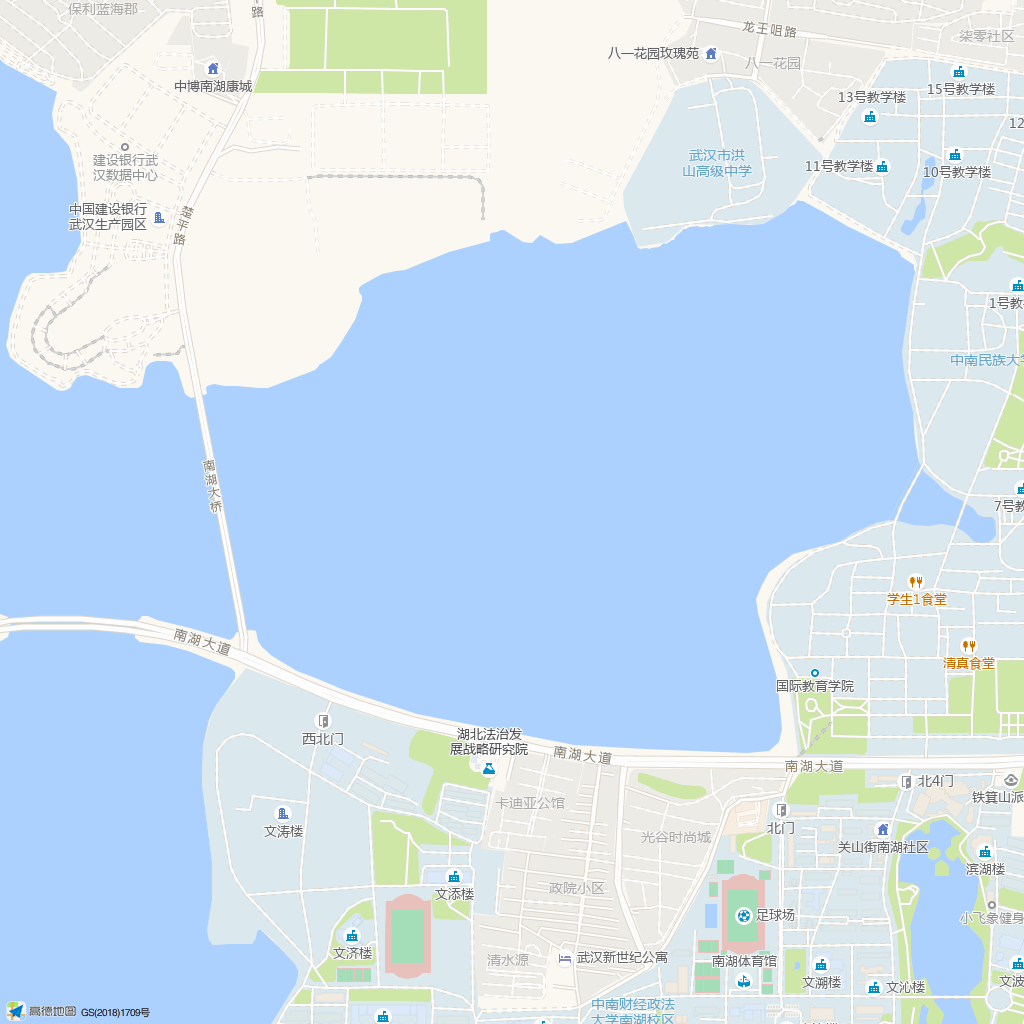 保利蓝海郡
路
龙王咀路
柒零社区
八一花园玫瑰苑
八一花园
中博南湖康城
15号教学楼
13号教学楼
12
建设银行武
汉数据中心
武汉市洪
山高级中学
11号教学楼
10号教学楼
中国建设银行
武汉生产园区
1号教
中南民族大学
南湖大桥
7号教
学生1食堂
南湖大道
清真食堂
国际教育学院
西北门
湖北法治发
展战略研究院
南湖大道
南湖大道
北4门
铁箕山派
卡迪亚公馆
文涛楼
北门
光谷时尚城
关山街南湖社区
滨湖楼
文添楼
政院小区
足球场
小飞象健身
文济楼
清水源
武汉新世纪公寓
南湖体育馆
文溯楼
文沁楼
文波
中南财经政法
大学南湖校区
高德地图 GS(2018)1709号